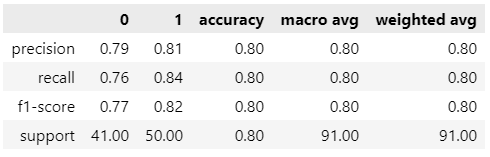 0 1 accuracy macro avg weighted avg
precision 0.79 0.81 0.80 0.80 0.80
recall 0.76 0.84 0.80 0.80 0.80
f1-score 0.77 0.82 0.80 0.80 0.80
support 41.00 50.00 0.80 91.00 91.00